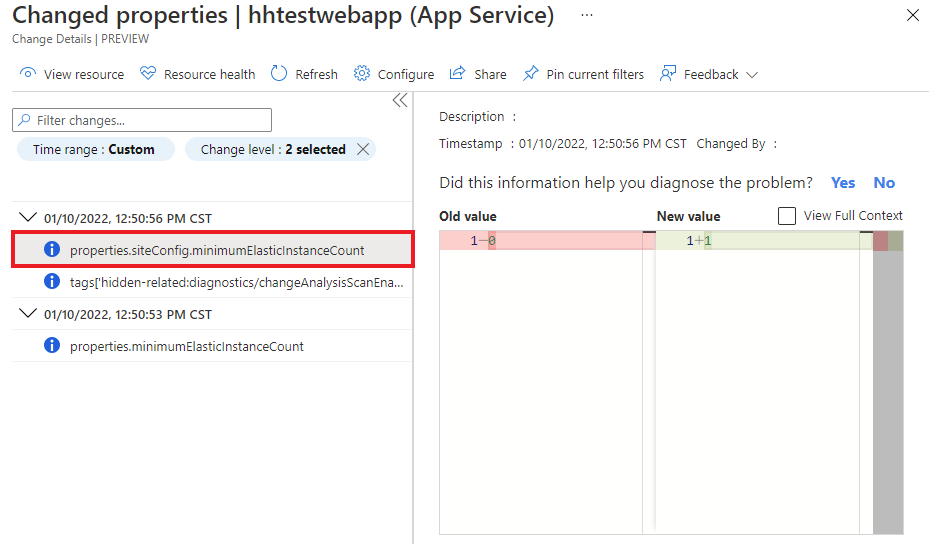 Changed properties | hhtestwebapp (App Service) ...
Change Details | PREVIEW
View resource Resource health Refresh Configure Share Pin current filters Feedback
Filter changes...
Time range : Custom Change level : 2 selected
01/10/2022, 12:50:56 PM CST
properties.siteConfig.minimumElasticInstanceCount
tags['hidden-related:diagnostics/changeAnalysisScanEna...
01/10/2022, 12:50:53 PM CST
properties.minimumElasticInstanceCount
Description :
Timestamp : 01/10/2022, 12:50:56 PM CST Changed By :
Did this information help you diagnose the problem? Yes No
Old value New value View Full Context
1-0 1+1